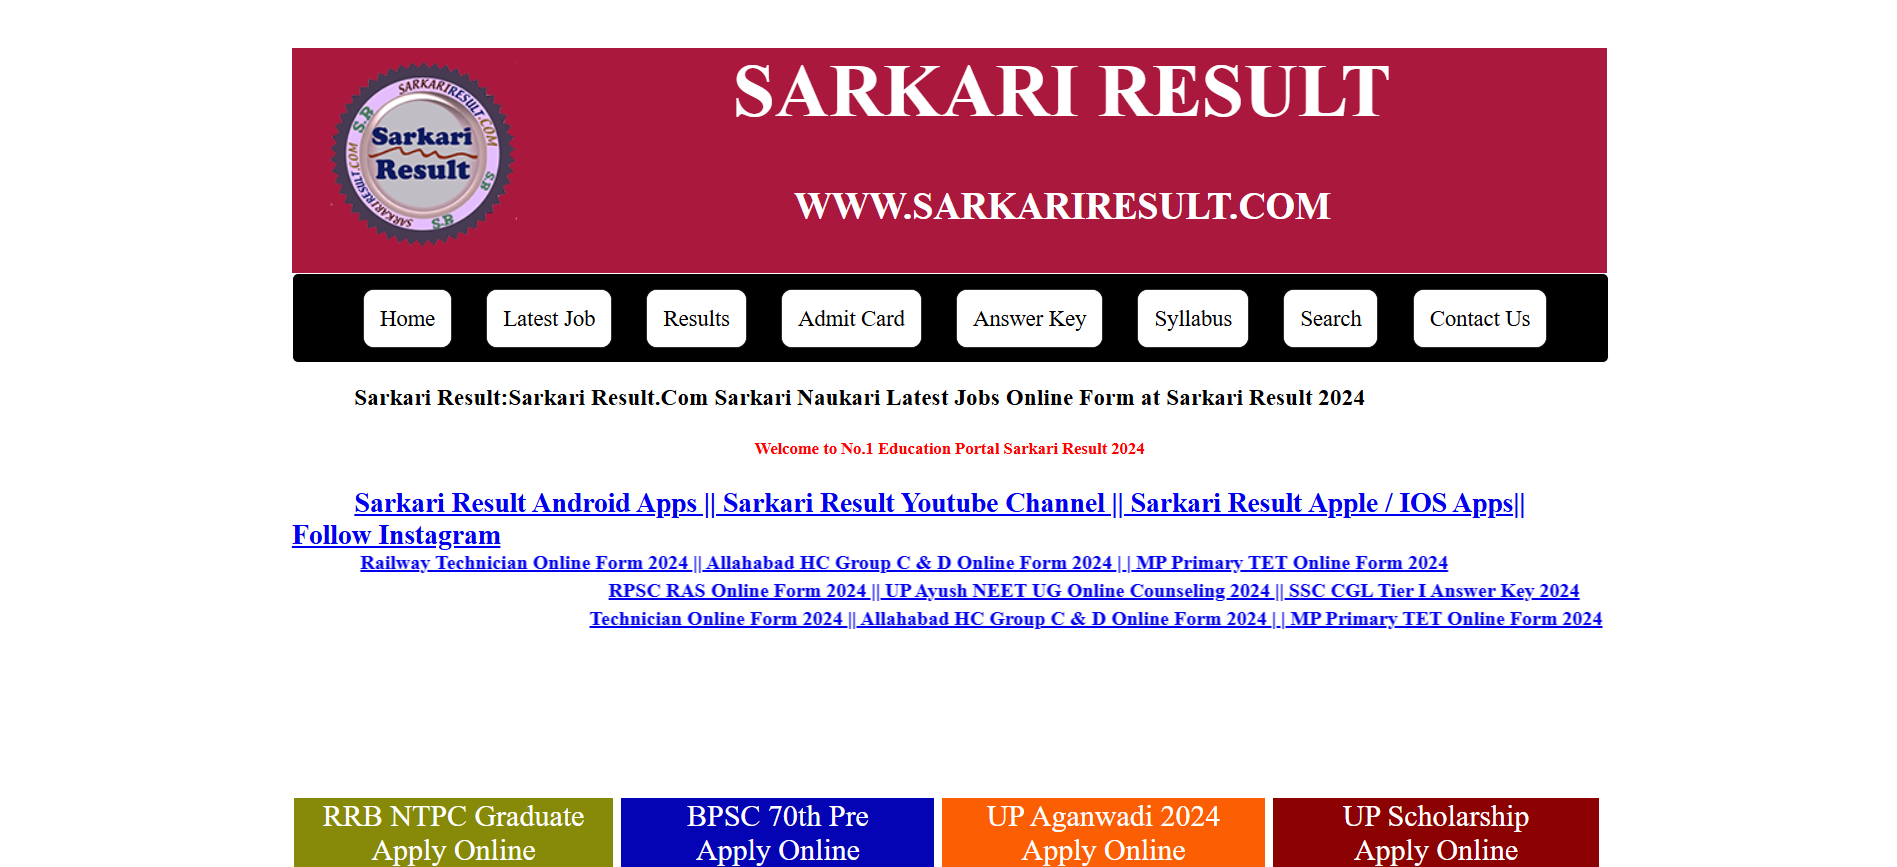 SARKARIRESULT.COM
S.R
Sarkari
Result
S.R
SARKARIRESULT.COM
S.R
SARKARI RESULT
WWW.SARKARIRESULT.COM
Home Latest Job Results Admit Card Answer Key Syllabus Search Contact Us
Sarkari Result:Sarkari Result.Com Sarkari Naukari Latest Jobs Online Form at Sarkari Result 2024
Welcome to No.1 Education Portal Sarkari Result 2024
Sarkari Result Android Apps || Sarkari Result Youtube Channel || Sarkari Result Apple / IOS Apps||
Follow Instagram
Railway Technician Online Form 2024 || Allahabad HC Group C & D Online Form 2024 | | MP Primary TET Online Form 2024
RPSC RAS Online Form 2024 || UP Ayush NEET UG Online Counseling 2024 || SSC CGL Tier I Answer Key 2024
Technician Online Form 2024 || Allahabad HC Group C & D Online Form 2024 | | MP Primary TET Online Form 2024
RRB NTPC Graduate
Apply Online
BPSC 70th Pre
Apply Online
UP Aganwadi 2024
Apply Online
UP Scholarship
Apply Online